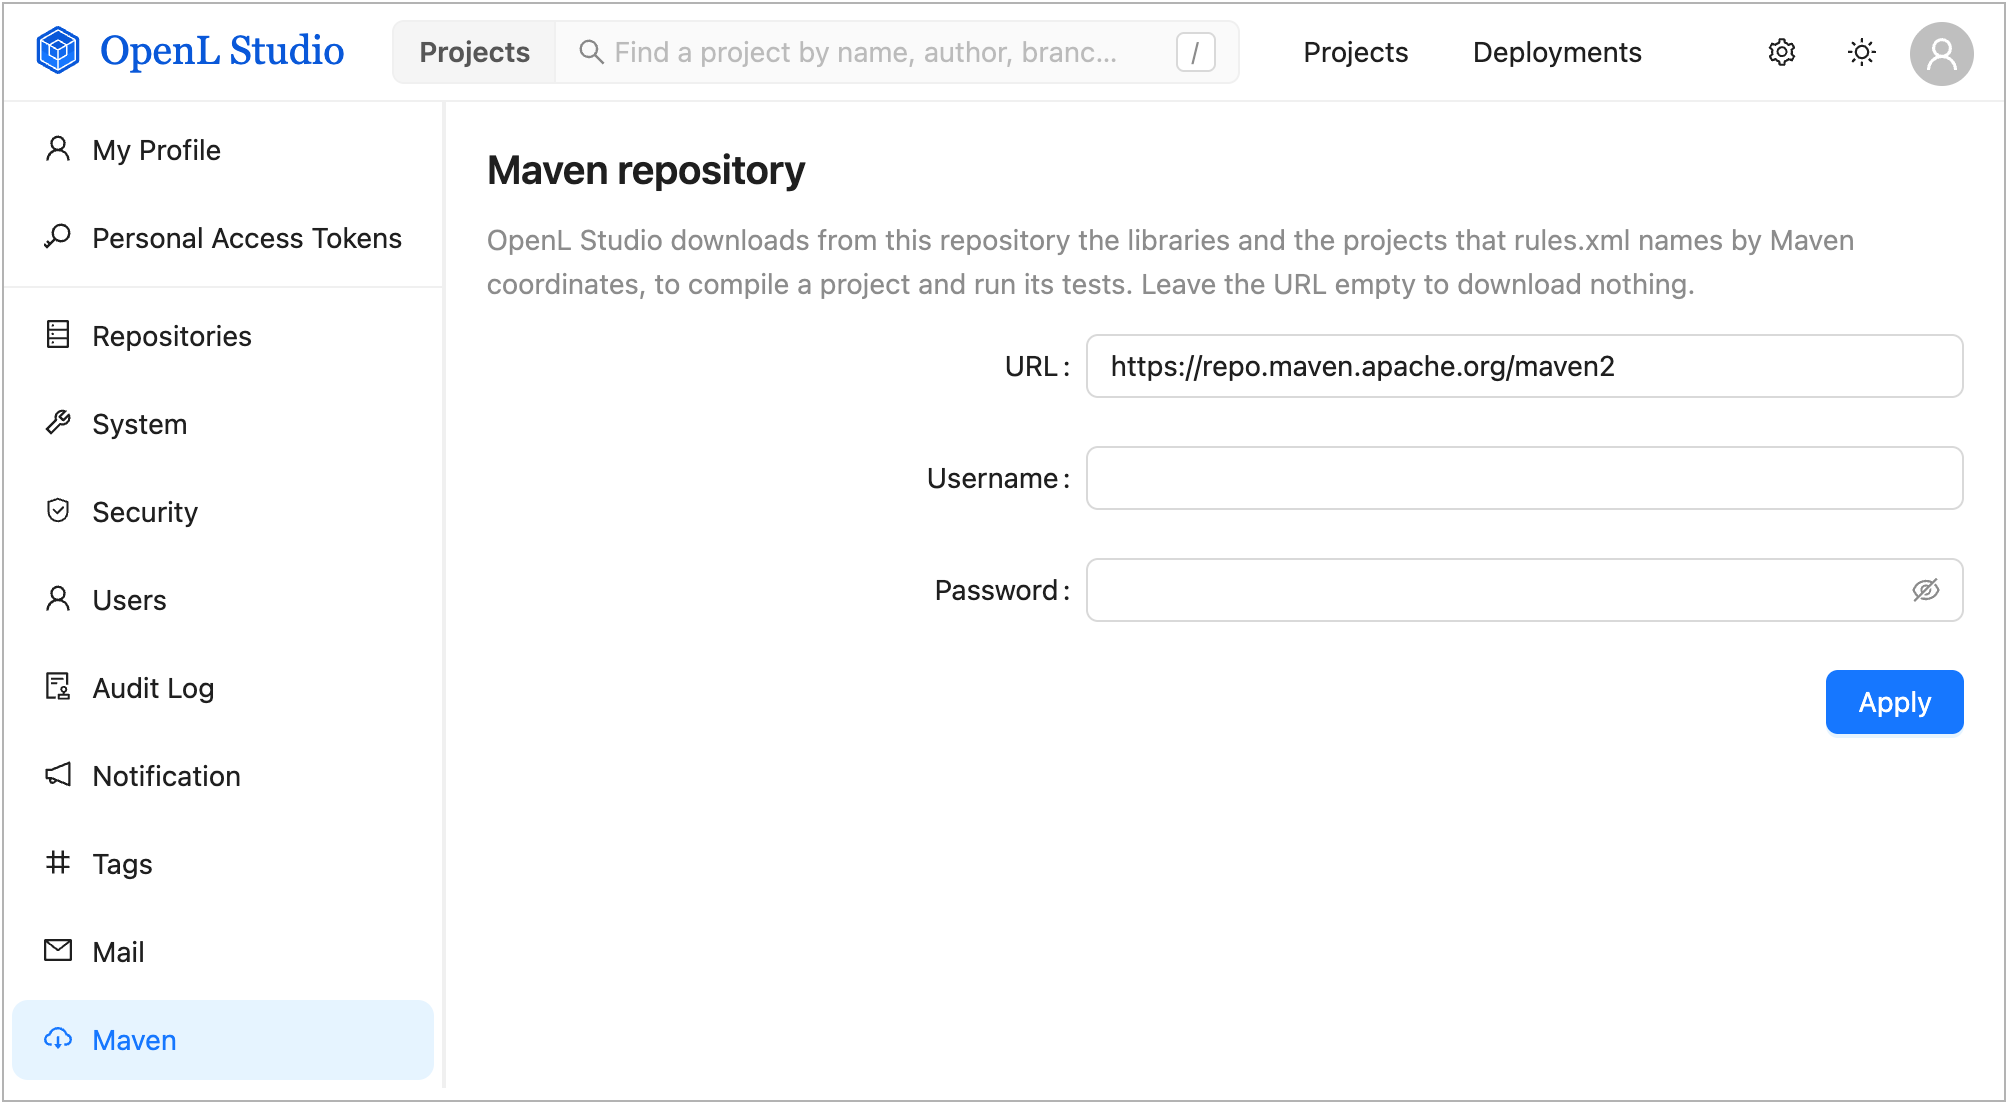 OpenL Studio
Projects
Find a project by name, author, branc...
/
Projects
Deployments
My Profile
Personal Access Tokens
Repositories
System
Security
Users
Audit Log
Notification
Tags
Mail
Maven
Maven repository
OpenL Studio downloads from this repository the libraries and the projects that rules.xml names by Maven
coordinates, to compile a project and run its tests. Leave the URL empty to download nothing.
URL: https://repo.maven.apache.org/maven2
Username:
Password:
Apply